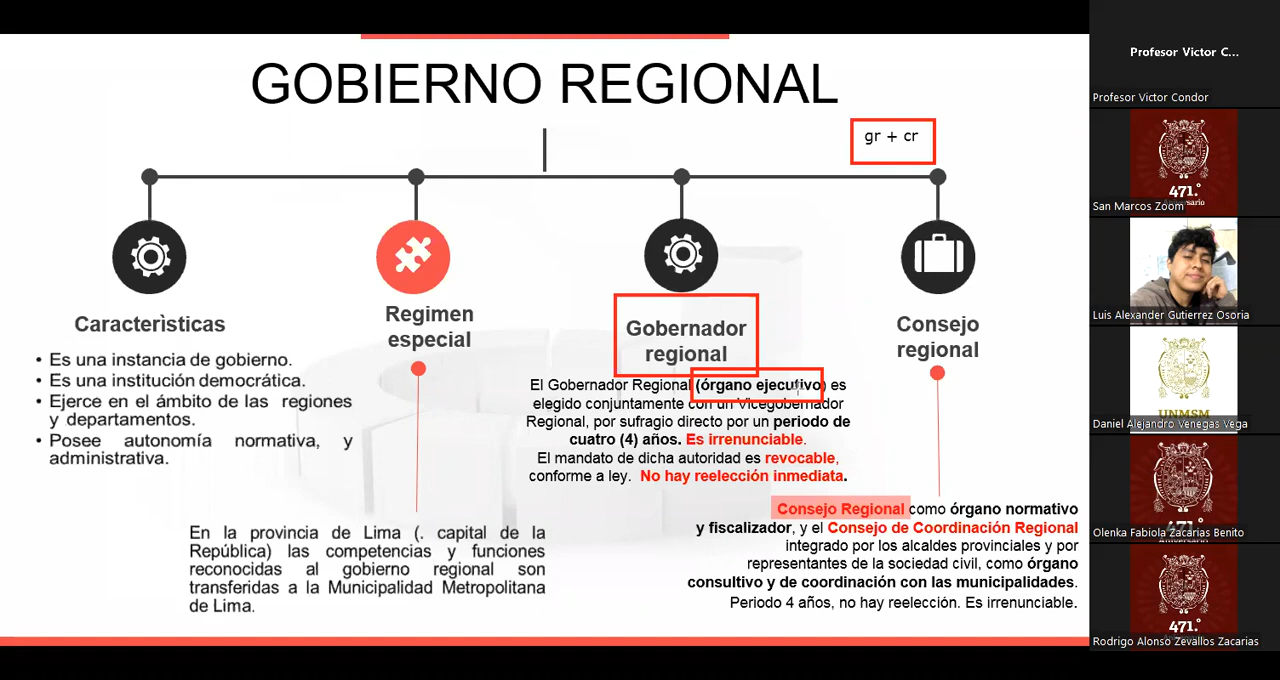 GOBIERNO REGIONAL
gr + cr
Caracterìsticas
• Es una instancia de gobierno.
• Es una institución democrática.
• Ejerce en el ámbito de las regiones
y departamentos.
• Posee autonomía normativa, y
administrativa.
Regimen
especial
En la provincia de Lima (. capital de la
República) las competencias y funciones
reconocidas al gobierno regional son
transferidas a la Municipalidad Metropolitana
de Lima.
Gobernador
regional
El Gobernador Regional (órgano ejecutivo) es
elegido conjuntamente con un Vicegobernador
Regional, por sufragio directo por un periodo de
cuatro (4) años. Es irrenunciable.
El mandato de dicha autoridad es revocable,
conforme a ley. No hay reelección inmediata.
Consejo
regional
Consejo Regional como órgano normativo
y fiscalizador, y el Consejo de Coordinación Regional
integrado por los alcaldes provinciales y por
representantes de la sociedad civil, como órgano
consultivo y de coordinación con las municipalidades.
Periodo 4 años, no hay reelección. Es irrenunciable.
Profesor Victor C...
Profesor Victor Condor
471.°
San Marcos Zoom
Luis Alexander Gutierrez Osoria
UNMSM
Daniel Alejandro Venegas Vega
471.°
Olenka Fabiola Zacarias Benito
471.°
Rodrigo Alonso Zevallos Zacarias